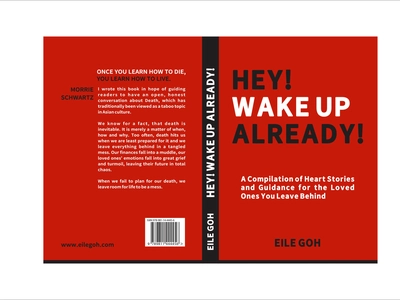 ONCE YOU LEARN HOW TO DIE,
YOU LEARN HOW TO LIVE.
MORRIE
SCHWARTZ
I wrote this book in hope of guiding
readers to have an open, honest
conversation about Death, which has
traditionally been viewed as a taboo topic
in Asian culture.
We know for a fact, that death is
inevitable. It is merely a matter of when,
how and why. Too often, death hits us
when we are least prepared for it and we
leave everything behind in a tangled
mess. Our finances fall into a muddle, our
loved ones' emotions fall into great grief
and turmoil, leaving their future in total
chaos.
When we fail to plan for our death, we
leave room for life to be a mess.
www.eilegoh.com
HEY! WAKE UP ALREADY!
EILE GOH
HEY!
WAKE UP
ALREADY!
A Compilation of Heart Stories
and Guidance for the Loved
Ones You Leave Behind
EILE GOH